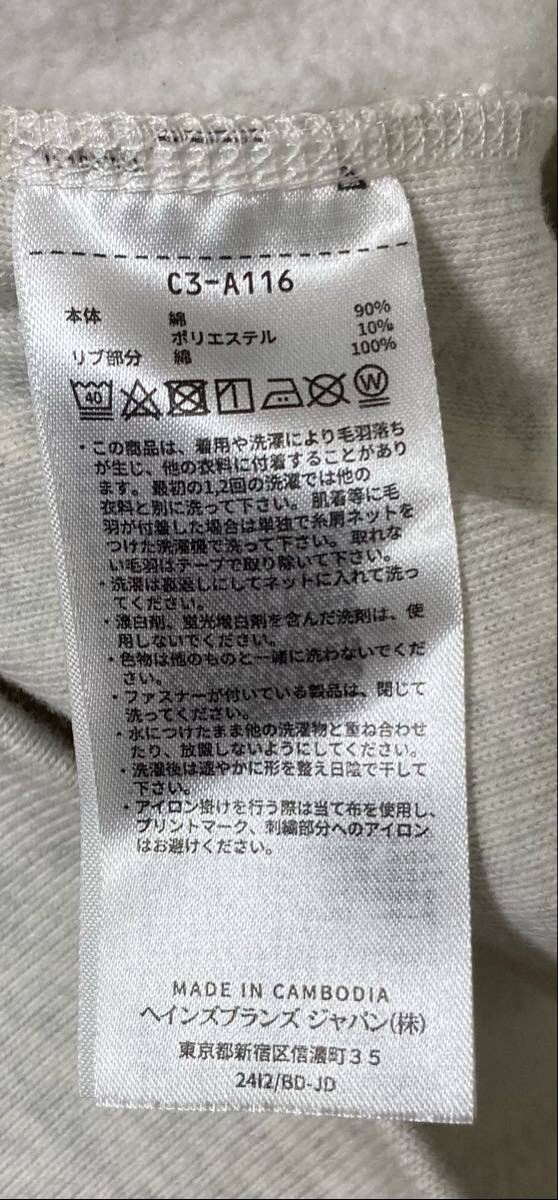 C3-A116
本体 綿 90%
ポリエステル 10%
リブ部分 綿 100%
40
W
・この商品は、着用や洗濯により毛羽落ち
が生じ、他の衣料に付着することがあり
ます。最初の1,2回の洗濯では他の
衣料と別に洗って下さい。肌着等に毛
羽が付着した場合は単独で糸屑ネットを
つけた洗濯機で洗って下さい。取れな
い毛羽はテープで取り除いて下さい。
・洗濯は裏返しにしてネットに入れて洗っ
てください。
・漂白剤、蛍光増白剤を含んだ洗剤は、使
用しないでください。
・色物は他のものと一緒に洗わないでくだ
さい。
・ファスナーが付いている製品は、閉じて
洗ってください。
・水につけたまま他の洗濯物と重ね合わせ
たり、放置しないようにしてください。
・洗濯後は速やかに形を整え日陰で干して
下さい。
・アイロン掛けを行う際は当て布を使用し、
プリントマーク、刺繍部分へのアイロン
はお避けください。
MADE IN CAMBODIA
ヘインズブランズ ジャパン(株)
東京都新宿区信濃町35
2412/BD-JD